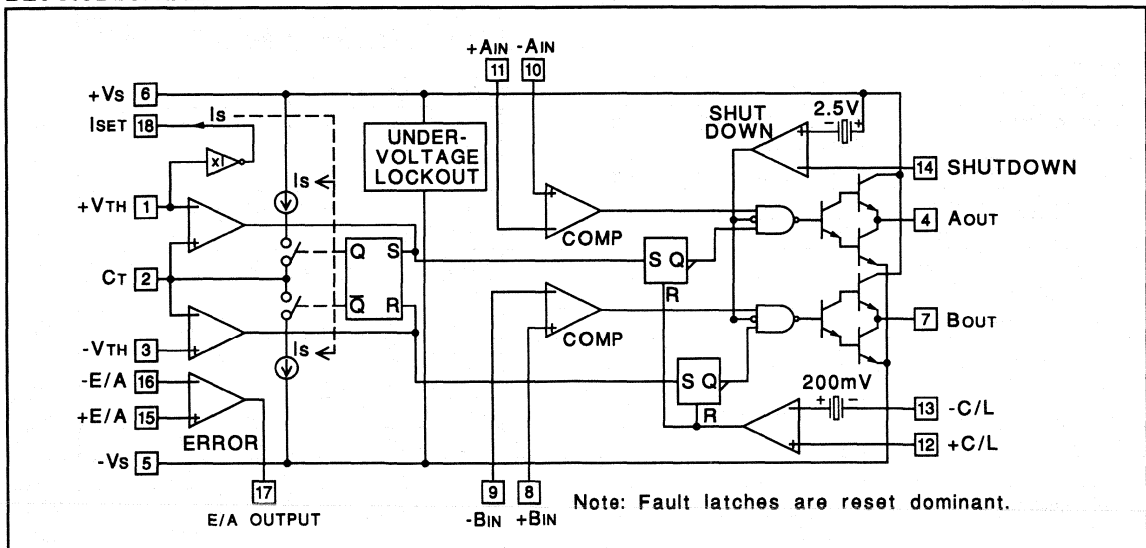 +AIN -AIN
11 10
+VS 6
ISET 18
IS
x1
+VTH 1
CT 2
-VTH 3
-E/A 16
+E/A 15
ERROR
-VS 5
17
E/A OUTPUT
IS
IS
Q S
Q̅ R
UNDER-
VOLTAGE
LOCKOUT
COMP
COMP
9 8
-BIN +BIN
S Q
R
S Q
R
SHUT
DOWN
2.5V
- +
14 SHUTDOWN
4 AOUT
7 BOUT
200mV
+ -
13 -C/L
12 +C/L
Note: Fault latches are reset dominant.